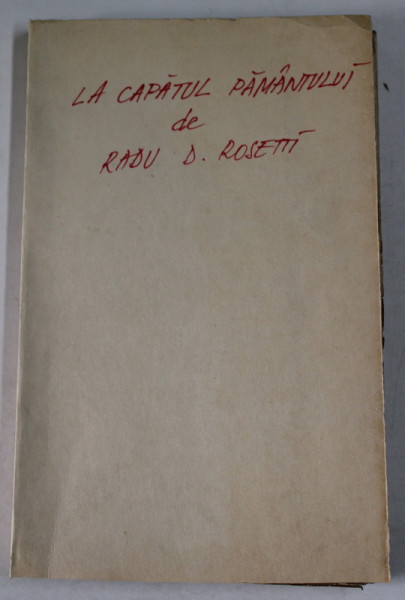 LA CAPĂTUL PĂMÂNTULUI
de
RADU D. ROSETTI